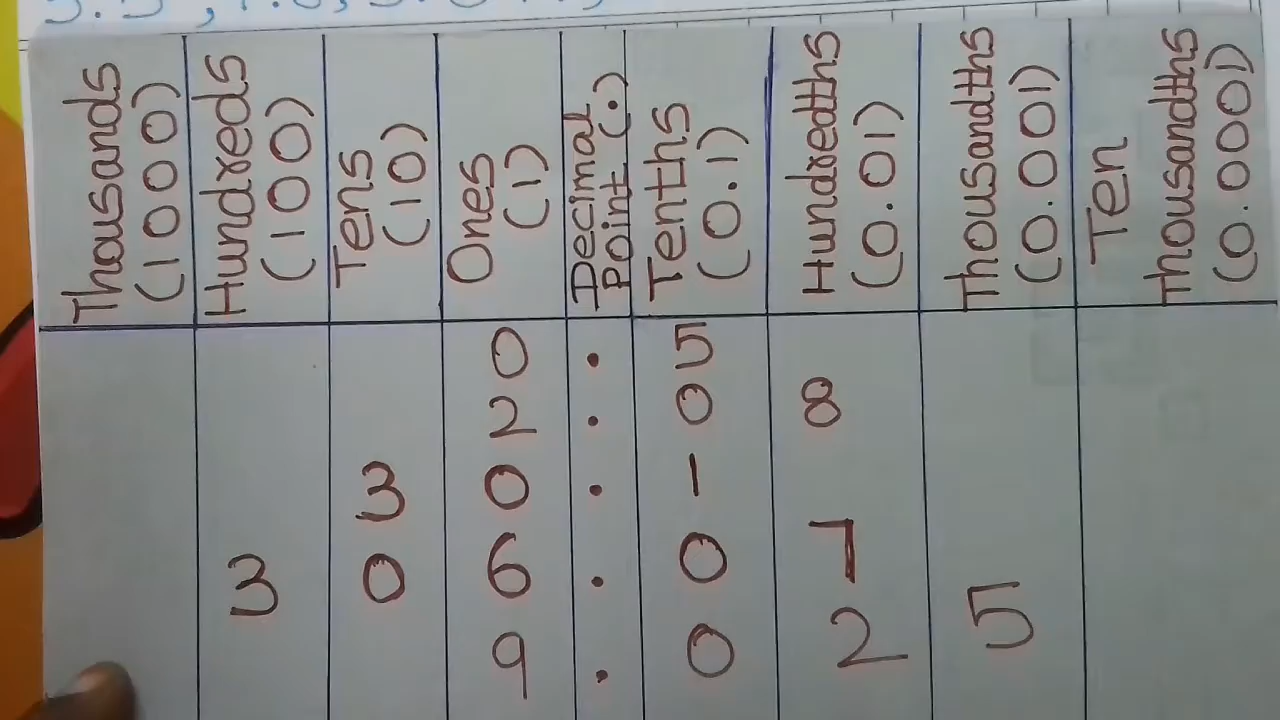 Thousands
(1000)
Hundreds
(100)
Tens
(10)
Ones
(1)
Decimal
Point (.)
Tenths
(0.1)
Hundredths
(0.01)
Thousandths
(0.001)
Ten
Thousandths
(0.0001)
0 . 5
2 . 0 8
3 0 . -
3 0 6 . 0 7
9 . 0 2 5